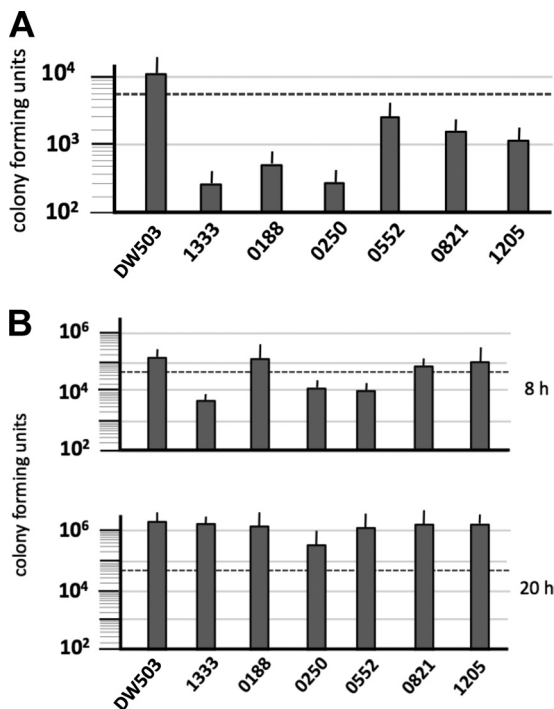 A
colony forming units
10⁴
10³
10²
DW503 1333 0188 0250 0552 0821 1205
B
colony forming units
10⁶
10⁴
10²
8 h
10⁶
10⁴
10²
20 h
DW503 1333 0188 0250 0552 0821 1205